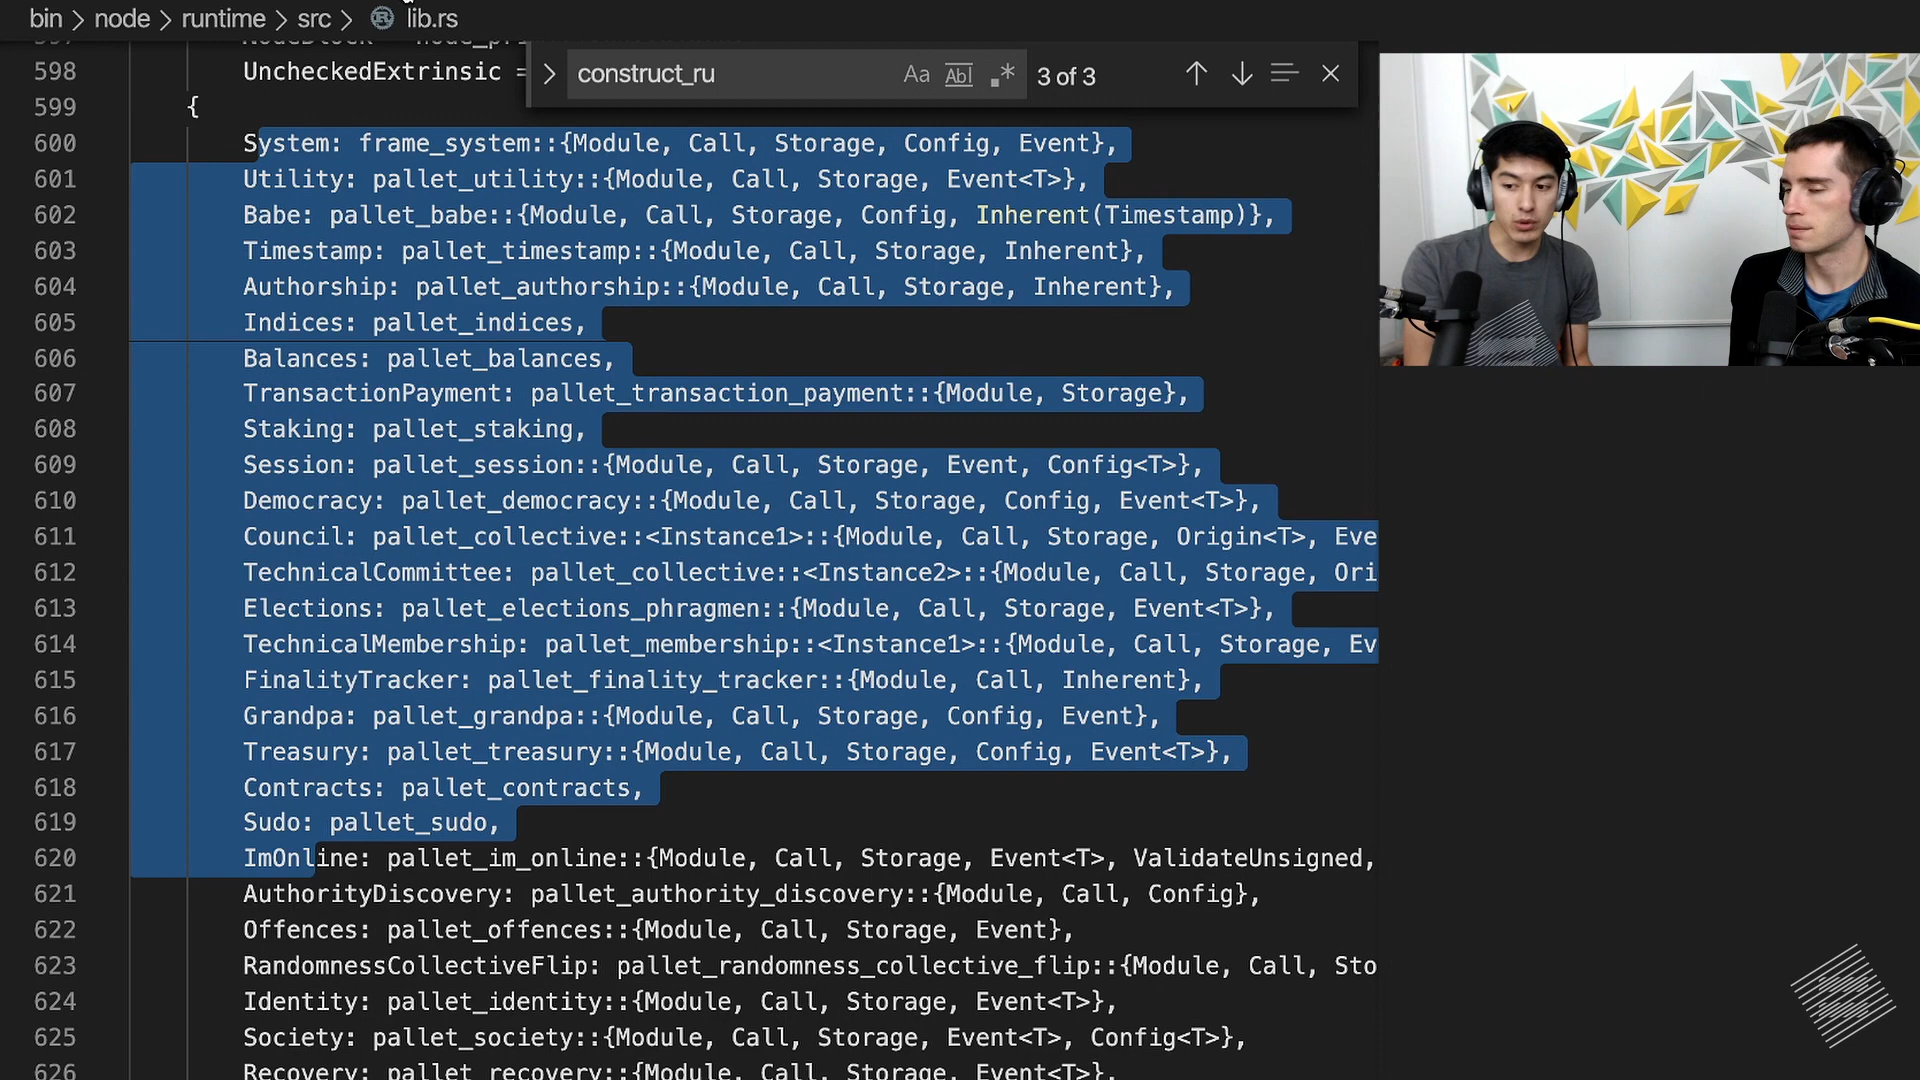 bin > node > runtime > src > lib.rs
construct_ru Aa Abl .* 3 of 3
598 UncheckedExtrinsic =
599 {
600 System: frame_system::{Module, Call, Storage, Config, Event},
601 Utility: pallet_utility::{Module, Call, Storage, Event<T>},
602 Babe: pallet_babe::{Module, Call, Storage, Config, Inherent(Timestamp)},
603 Timestamp: pallet_timestamp::{Module, Call, Storage, Inherent},
604 Authorship: pallet_authorship::{Module, Call, Storage, Inherent},
605 Indices: pallet_indices,
606 Balances: pallet_balances,
607 TransactionPayment: pallet_transaction_payment::{Module, Storage},
608 Staking: pallet_staking,
609 Session: pallet_session::{Module, Call, Storage, Event, Config<T>},
610 Democracy: pallet_democracy::{Module, Call, Storage, Config, Event<T>},
611 Council: pallet_collective::<Instance1>::{Module, Call, Storage, Origin<T>, Eve
612 TechnicalCommittee: pallet_collective::<Instance2>::{Module, Call, Storage, Ori
613 Elections: pallet_elections_phragmen::{Module, Call, Storage, Event<T>},
614 TechnicalMembership: pallet_membership::<Instance1>::{Module, Call, Storage, Ev
615 FinalityTracker: pallet_finality_tracker::{Module, Call, Inherent},
616 Grandpa: pallet_grandpa::{Module, Call, Storage, Config, Event},
617 Treasury: pallet_treasury::{Module, Call, Storage, Config, Event<T>},
618 Contracts: pallet_contracts,
619 Sudo: pallet_sudo,
620 ImOnline: pallet_im_online::{Module, Call, Storage, Event<T>, ValidateUnsigned,
621 AuthorityDiscovery: pallet_authority_discovery::{Module, Call, Config},
622 Offences: pallet_offences::{Module, Call, Storage, Event},
623 RandomnessCollectiveFlip: pallet_randomness_collective_flip::{Module, Call, Sto
624 Identity: pallet_identity::{Module, Call, Storage, Event<T>},
625 Society: pallet_society::{Module, Call, Storage, Event<T>, Config<T>},
626 Recovery: pallet_recovery::{Module, Call, Storage, Event<T>},